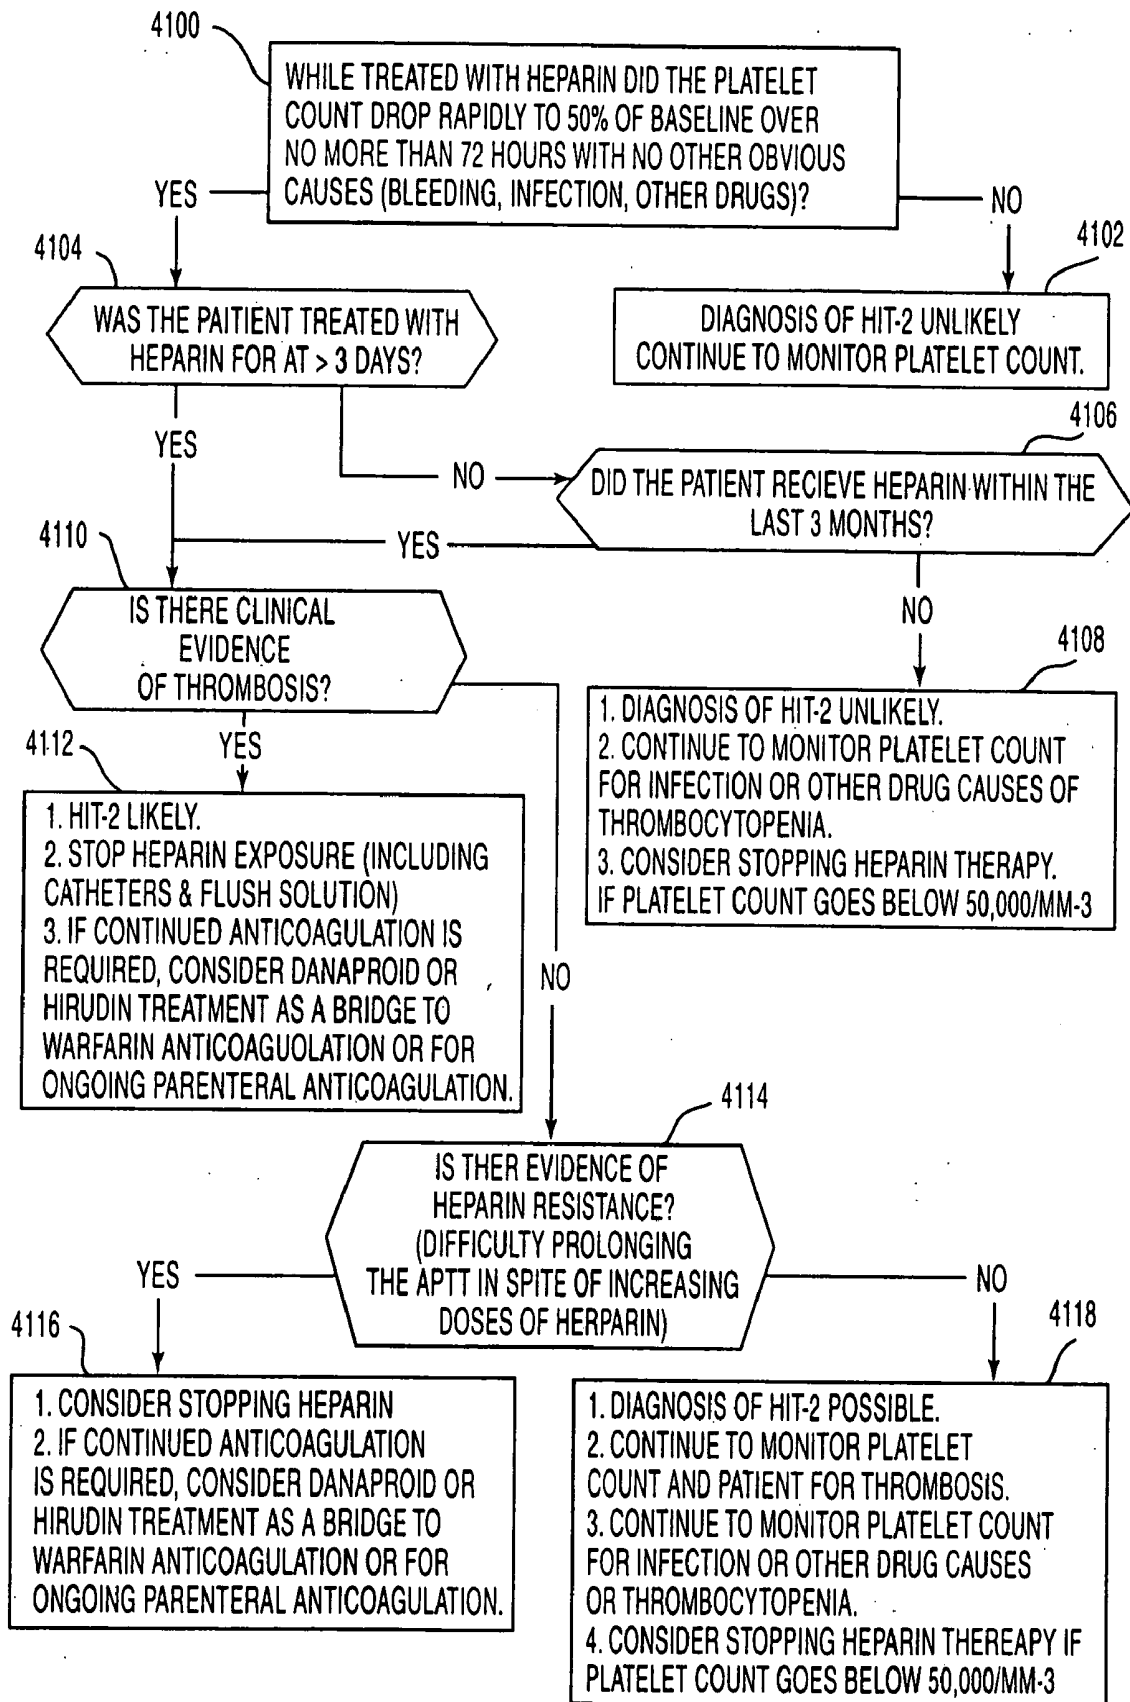 4100
WHILE TREATED WITH HEPARIN DID THE PLATELET
COUNT DROP RAPIDLY TO 50% OF BASELINE OVER
NO MORE THAN 72 HOURS WITH NO OTHER OBVIOUS
CAUSES (BLEEDING, INFECTION, OTHER DRUGS)?
YES
NO
4102
DIAGNOSIS OF HIT-2 UNLIKELY
CONTINUE TO MONITOR PLATELET COUNT.
4104
WAS THE PAITIENT TREATED WITH
HEPARIN FOR AT > 3 DAYS?
YES
NO
4106
DID THE PATIENT RECIEVE HEPARIN WITHIN THE
LAST 3 MONTHS?
YES
NO
4108
1. DIAGNOSIS OF HIT-2 UNLIKELY.
2. CONTINUE TO MONITOR PLATELET COUNT
FOR INFECTION OR OTHER DRUG CAUSES OF
THROMBOCYTOPENIA.
3. CONSIDER STOPPING HEPARIN THERAPY.
IF PLATELET COUNT GOES BELOW 50,000/MM-3
4110
IS THERE CLINICAL
EVIDENCE
OF THROMBOSIS?
YES
NO
4112
1. HIT-2 LIKELY.
2. STOP HEPARIN EXPOSURE (INCLUDING
CATHETERS & FLUSH SOLUTION)
3. IF CONTINUED ANTICOAGULATION IS
REQUIRED, CONSIDER DANAPROID OR
HIRUDIN TREATMENT AS A BRIDGE TO
WARFARIN ANTICOAGUOLATION OR FOR
ONGOING PARENTERAL ANTICOAGULATION.
4114
IS THER EVIDENCE OF
HEPARIN RESISTANCE?
(DIFFICULTY PROLONGING
THE APTT IN SPITE OF INCREASING
DOSES OF HERPARIN)
YES
NO
4116
1. CONSIDER STOPPING HEPARIN
2. IF CONTINUED ANTICOAGULATION
IS REQUIRED, CONSIDER DANAPROID OR
HIRUDIN TREATMENT AS A BRIDGE TO
WARFARIN ANTICOAGULATION OR FOR
ONGOING PARENTERAL ANTICOAGULATION.
4118
1. DIAGNOSIS OF HIT-2 POSSIBLE.
2. CONTINUE TO MONITOR PLATELET
COUNT AND PATIENT FOR THROMBOSIS.
3. CONTINUE TO MONITOR PLATELET COUNT
FOR INFECTION OR OTHER DRUG CAUSES
OR THROMBOCYTOPENIA.
4. CONSIDER STOPPING HEPARIN THEREAPY IF
PLATELET COUNT GOES BELOW 50,000/MM-3